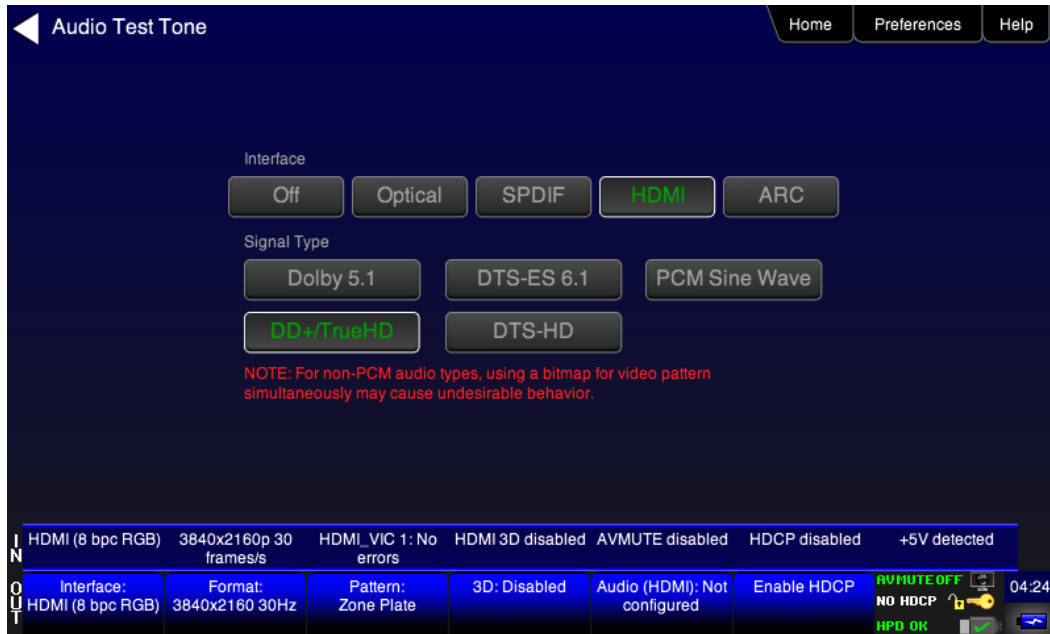 Audio Test Tone
Home
Preferences
Help
Interface
Off
Optical
SPDIF
HDMI
ARC
Signal Type
Dolby 5.1
DTS-ES 6.1
PCM Sine Wave
DD+/TrueHD
DTS-HD
NOTE: For non-PCM audio types, using a bitmap for video pattern
simultaneously may cause undesirable behavior.
IN
HDMI (8 bpc RGB)
3840x2160p 30
frames/s
HDMI_VIC 1: No
errors
HDMI 3D disabled
AVMUTE disabled
HDCP disabled
+5V detected
OUT
Interface:
HDMI (8 bpc RGB)
Format:
3840x2160 30Hz
Pattern:
Zone Plate
3D: Disabled
Audio (HDMI): Not
configured
Enable HDCP
AVMUTEOFF
NO HDCP
HPD OK
04:24